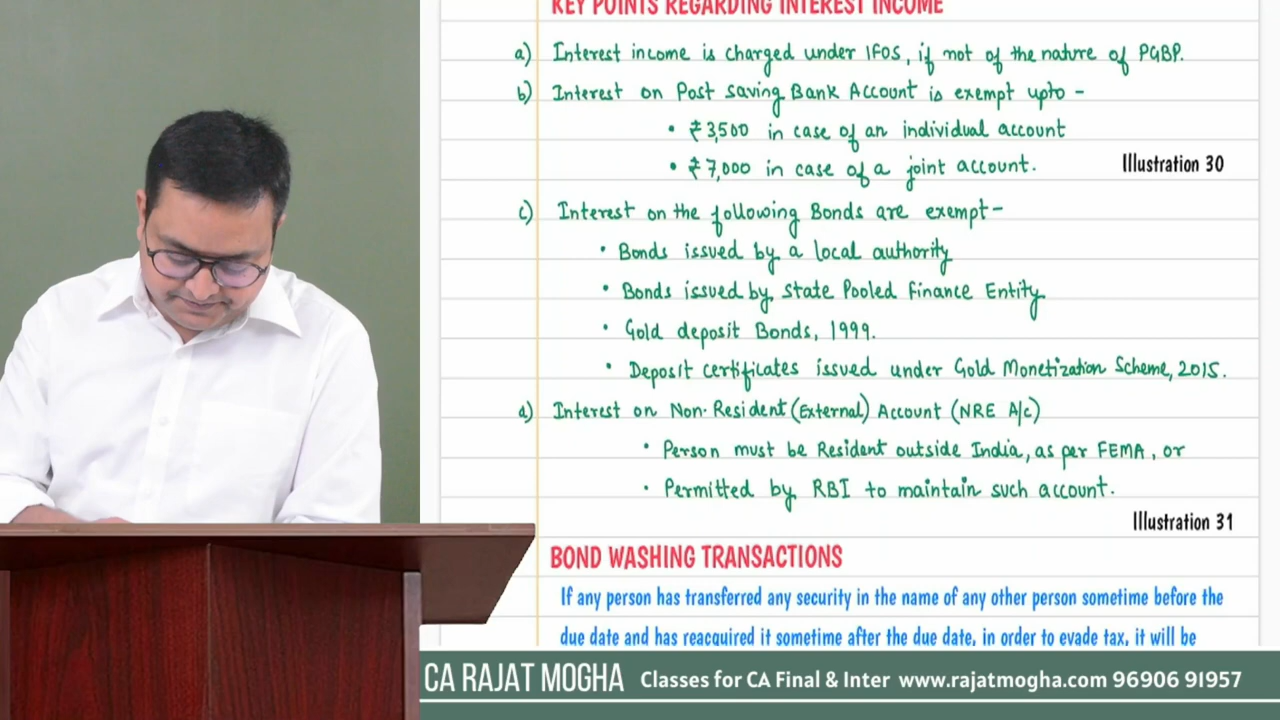 KEY POINTS REGARDING INTEREST INCOME
a) Interest income is charged under IFOS, if not of the nature of PGBP.
b) Interest on Post saving Bank Account is exempt upto -
• ₹3,500 in case of an individual account
• ₹7,000 in case of a joint account.
Illustration 30
c) Interest on the following Bonds are exempt-
• Bonds issued by a local authority
• Bonds issued by State Pooled Finance Entity
• Gold deposit Bonds, 1999.
• Deposit certificates issued under Gold Monetization Scheme, 2015.
d) Interest on Non-Resident (External) Account (NRE A/c)
• Person must be Resident outside India, as per FEMA, or
• Permitted by RBI to maintain such account.
Illustration 31
BOND WASHING TRANSACTIONS
If any person has transferred any security in the name of any other person sometime before the
due date and has reacquired it sometime after the due date, in order to evade tax, it will be
CA RAJAT MOGHA Classes for CA Final & Inter www.rajatmogha.com 96906 91957